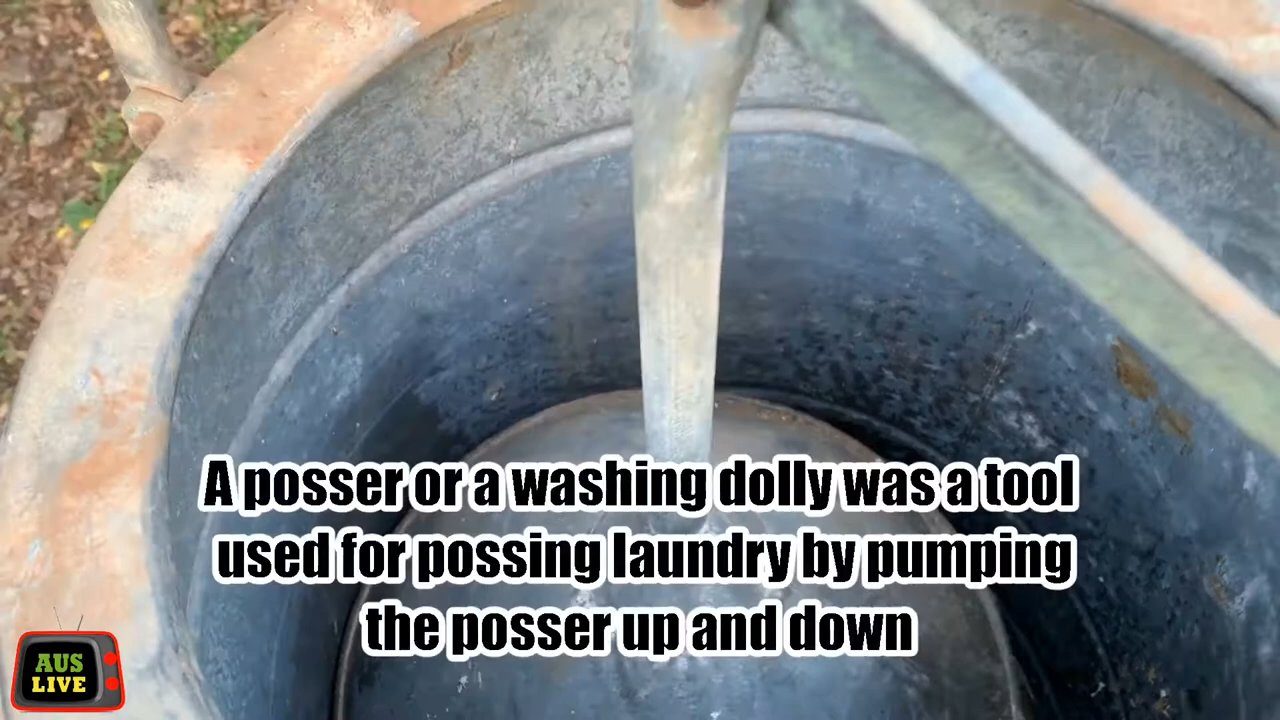 A posser or a washing dolly was a tool
used for possing laundry by pumping
the posser up and down
AUS
LIVE